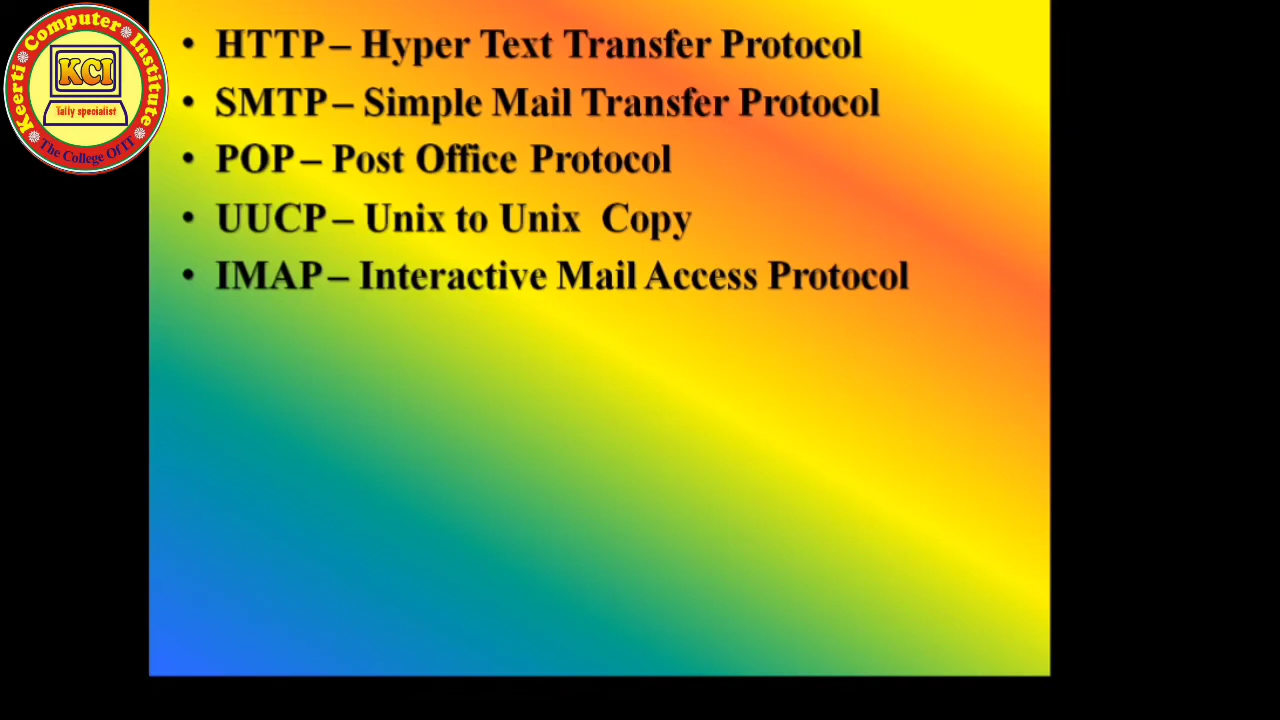 Keerti Computer Institute
KCI
Tally specialist
The College Of IT
• HTTP – Hyper Text Transfer Protocol
• SMTP – Simple Mail Transfer Protocol
• POP – Post Office Protocol
• UUCP – Unix to Unix Copy
• IMAP – Interactive Mail Access Protocol